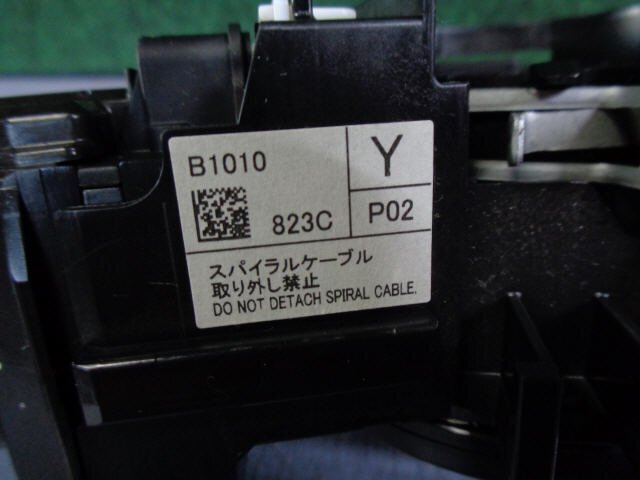 B1010
Y
823C
P02
スパイラルケーブル
取り外し禁止
DO NOT DETACH SPIRAL CABLE.